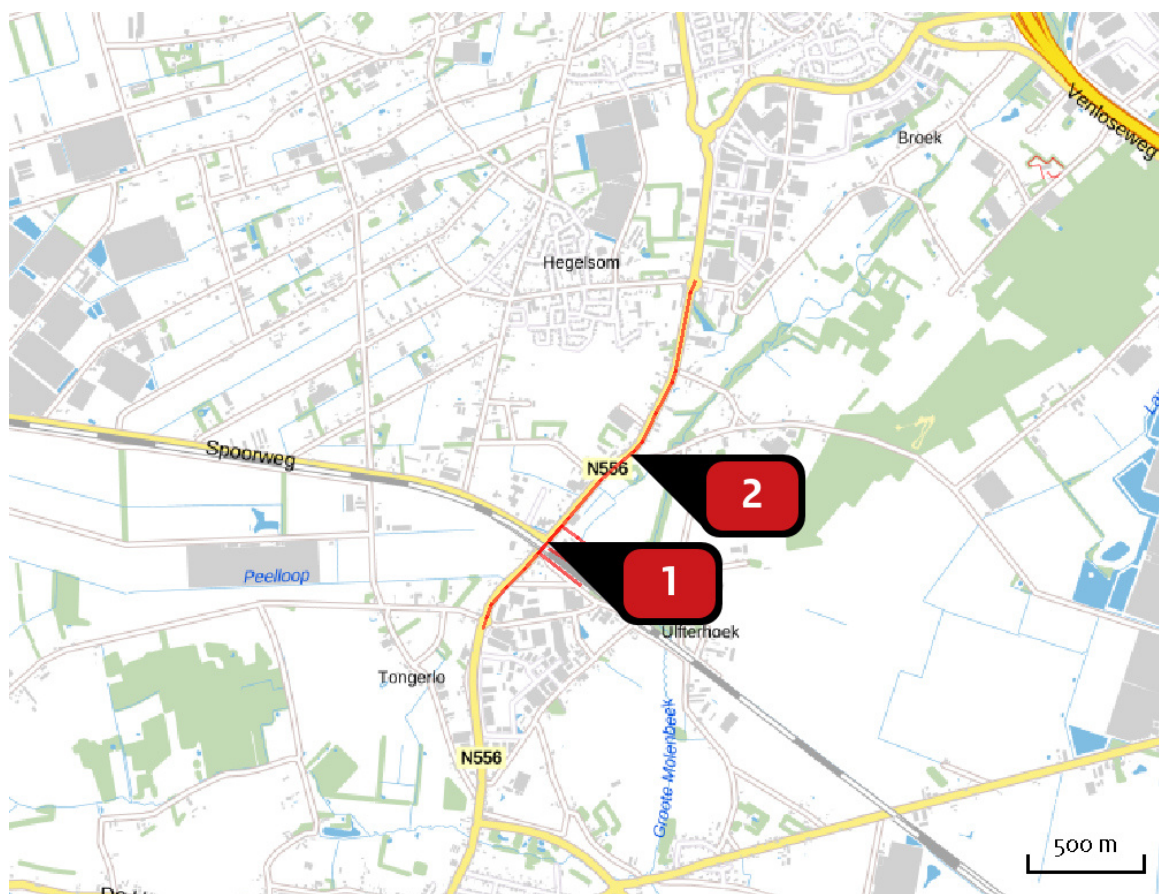 Venloseweg
Broek
Hegelsom
Spoorweg
N556
2
1
Peelloop
Ulfterhoek
Tongerlo
Groote Molenbeek
N556
500 m